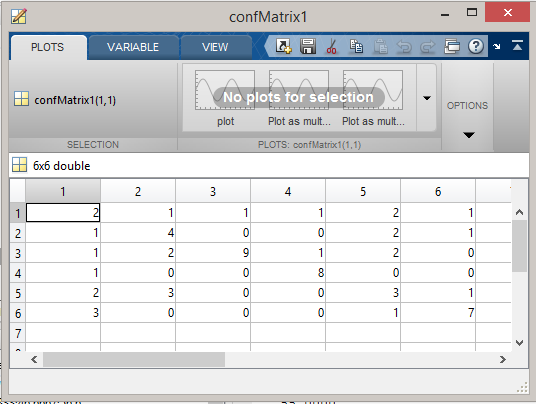 confMatrix1
PLOTS VARIABLE VIEW
confMatrix1(1,1)
No plots for selection
plot Plot as mult... Plot as mult...
OPTIONS
SELECTION PLOTS: confMatrix1(1,1)
6x6 double
1 2 3 4 5 6
1 2 1 1 1 2 1
2 1 4 0 0 2 1
3 1 2 9 1 2 0
4 1 0 0 8 0 0
5 2 3 0 0 3 1
6 3 0 0 0 1 7
7